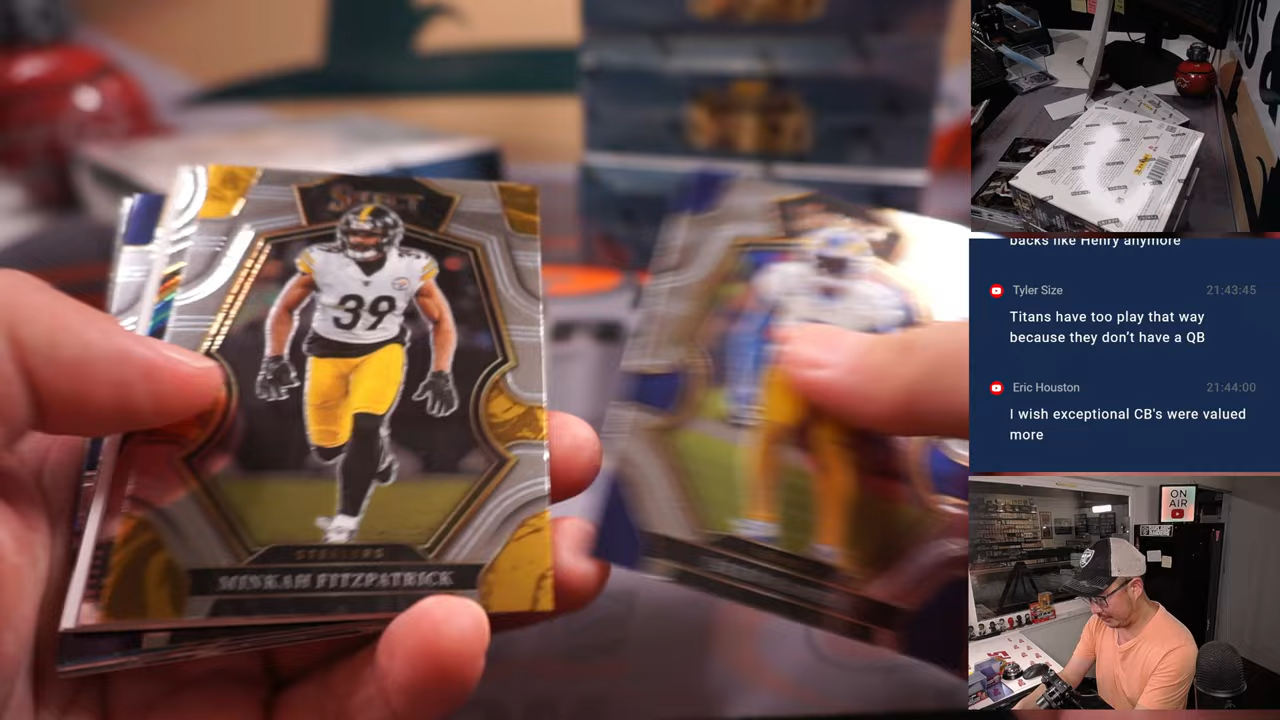 SELECT
39
STEELERS
MINKAH FITZPATRICK
backs like Henry anymore
Tyler Size 21:43:45
Titans have too play that way
because they don't have a QB
Eric Houston 21:44:00
I wish exceptional CB's were valued
more
ON
AIR